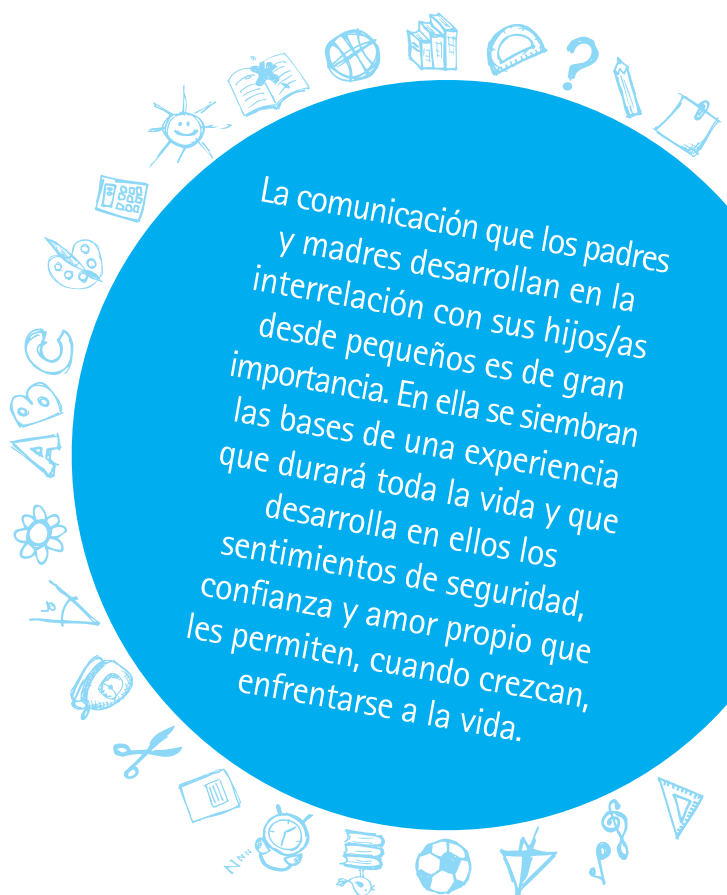 La comunicación que los padres
y madres desarrollan en la
interrelación con sus hijos/as
desde pequeños es de gran
importancia. En ella se siembran
las bases de una experiencia
que durará toda la vida y que
desarrolla en ellos los
sentimientos de seguridad,
confianza y amor propio que
les permiten, cuando crezcan,
enfrentarse a la vida.
?
ABC